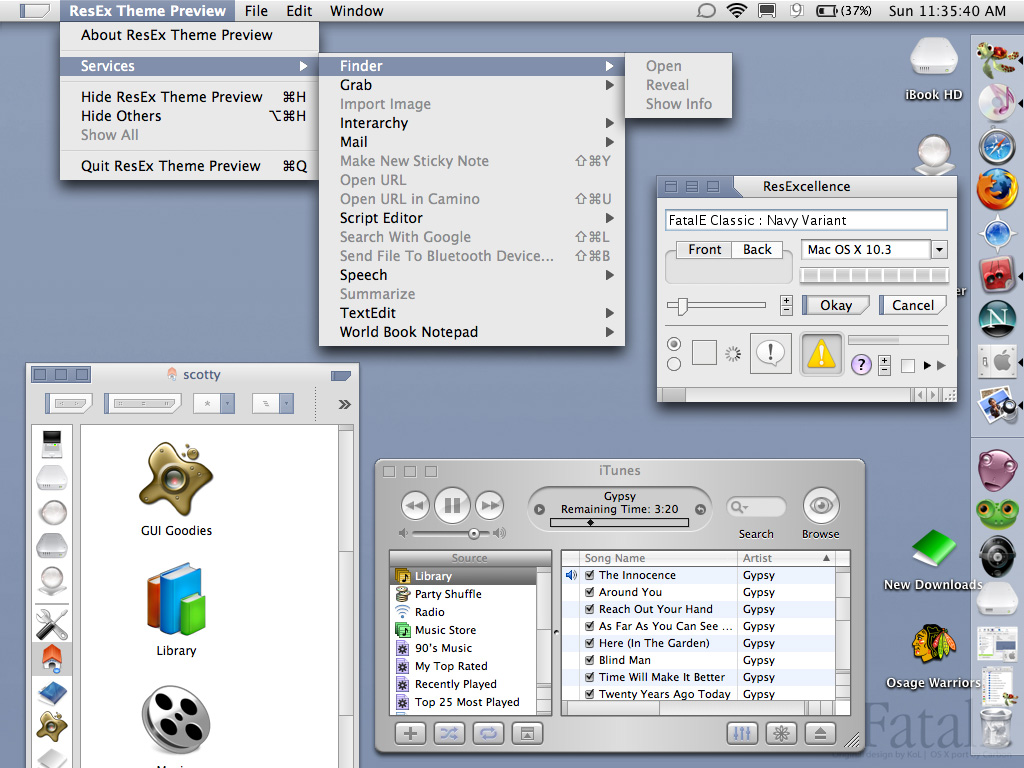 ResEx Theme Preview File Edit Window (37%) Sun 11:35:40 AM
About ResEx Theme Preview
Services
Hide ResEx Theme Preview ⌘H
Hide Others ⌥⌘H
Show All
Quit ResEx Theme Preview ⌘Q
Finder
Grab
Import Image
Interarchy
Mail
Make New Sticky Note ⇧⌘Y
Open URL
Open URL in Camino ⇧⌘U
Script Editor
Search With Google ⇧⌘L
Send File To Bluetooth Device... ⇧⌘B
Speech
Summarize
TextEdit
World Book Notepad
Open
Reveal
Show Info
iBook HD
ResExcellence
FatalE Classic : Navy Variant
Front Back
Mac OS X 10.3
Okay Cancel
scotty
GUI Goodies
Library
iTunes
Gypsy
Remaining Time: 3:20
Search Browse
Source
Library
Party Shuffle
Radio
Music Store
90's Music
My Top Rated
Recently Played
Top 25 Most Played
Song Name Artist
The Innocence Gypsy
Around You Gypsy
Reach Out Your Hand Gypsy
As Far As You Can See ... Gypsy
Here (In The Garden) Gypsy
Blind Man Gypsy
Time Will Make It Better Gypsy
Twenty Years Ago Today Gypsy
New Downloads
Osage Warriors
FatalE